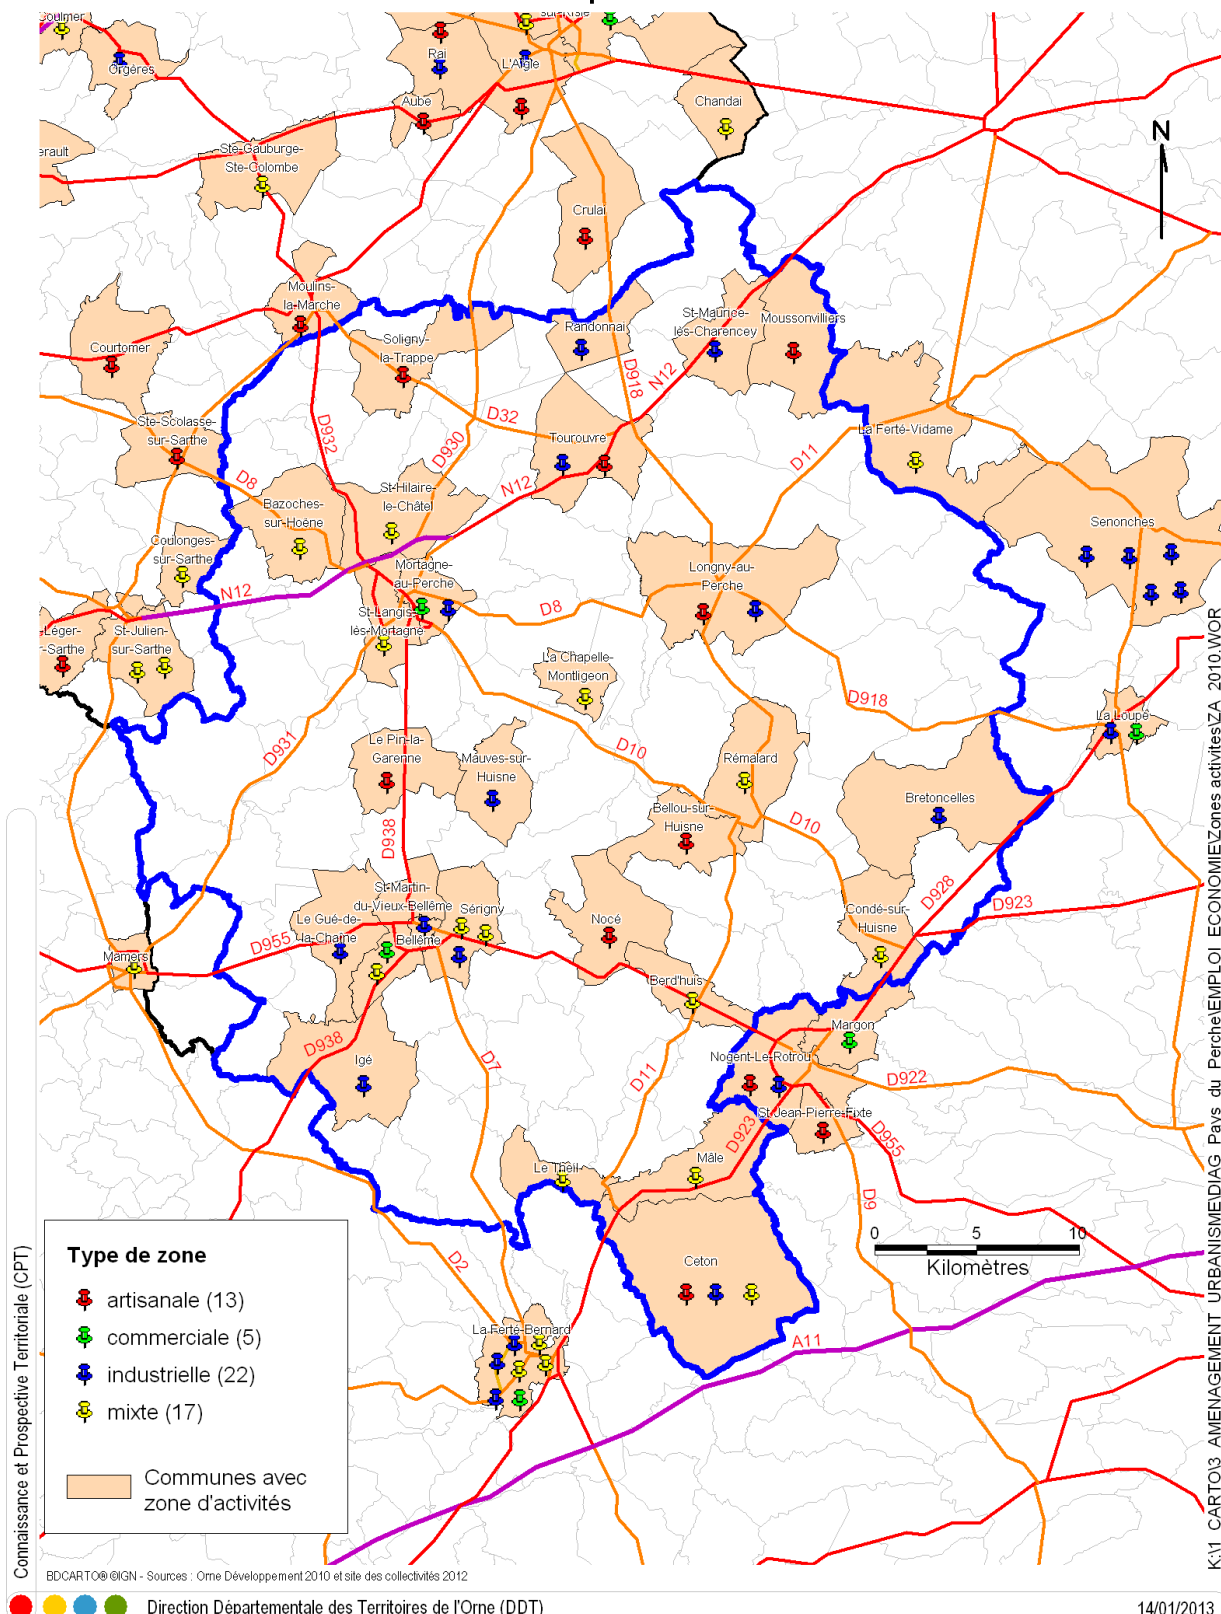 Coulmer
Orgères
sur-Risle
Rai
L'Aigle
Aube
Chandai
erault
Ste-Gauburge-
Ste-Colombe
Crulai
N
Moulins-
la-Marche
Courtomer
Soligny-
la-Trappe
Randonnai
St-Maurice-
lès-Charencey
Moussonvilliers
D918
N12
D32
D932
D930
Ste-Scolasse-
sur-Sarthe
D8
Tourouvre
La Ferté-Vidame
D11
St-Hilaire-
le-Châtel
N12
Bazoches-
sur-Hoëne
Senonches
Coulonges-
sur-Sarthe
Mortagne-
au-Perche
Longny-au-
Perche
N12
D8
St-Langis-
lès-Mortagne
Léger-
r-Sarthe
St-Julien-
sur-Sarthe
La Chapelle-
Montligeon
D918
La Loupe
D931
Le Pin-la-
Garenne
Mauves-sur-
Huisne
D10
Rémalard
Bretoncelles
Bellou-sur-
Huisne
D10
D938
D928
D923
St-Martin-
du-Vieux-Bellême
Sérigny
Le Gué-de-
la-Chaîne
Bellême
Nocé
Condé-sur-
Huisne
D955
Mamers
Berd'huis
D938
Igé
D7
D11
Margon
Nogent-Le-Rotrou
D922
St-Jean-Pierre-Fixte
D923
D955
Mâle
Le Theil
D9
0 5 10
Kilomètres
Ceton
D2
La Ferté-Bernard
A11
Type de zone
artisanale (13)
commerciale (5)
industrielle (22)
mixte (17)
Communes avec
zone d'activités
Connaissance et Prospective Territoriale (CPT)
K:\1 CARTO\3 AMENAGEMENT URBANISME\DIAG Pays du Perche\EMPLOI ECONOMIE\Zones activites\ZA 2010.WOR
BDCARTO® ©IGN - Sources : Orne Développement 2010 et site des collectivités 2012
Direction Départementale des Territoires de l'Orne (DDT)
14/01/2013